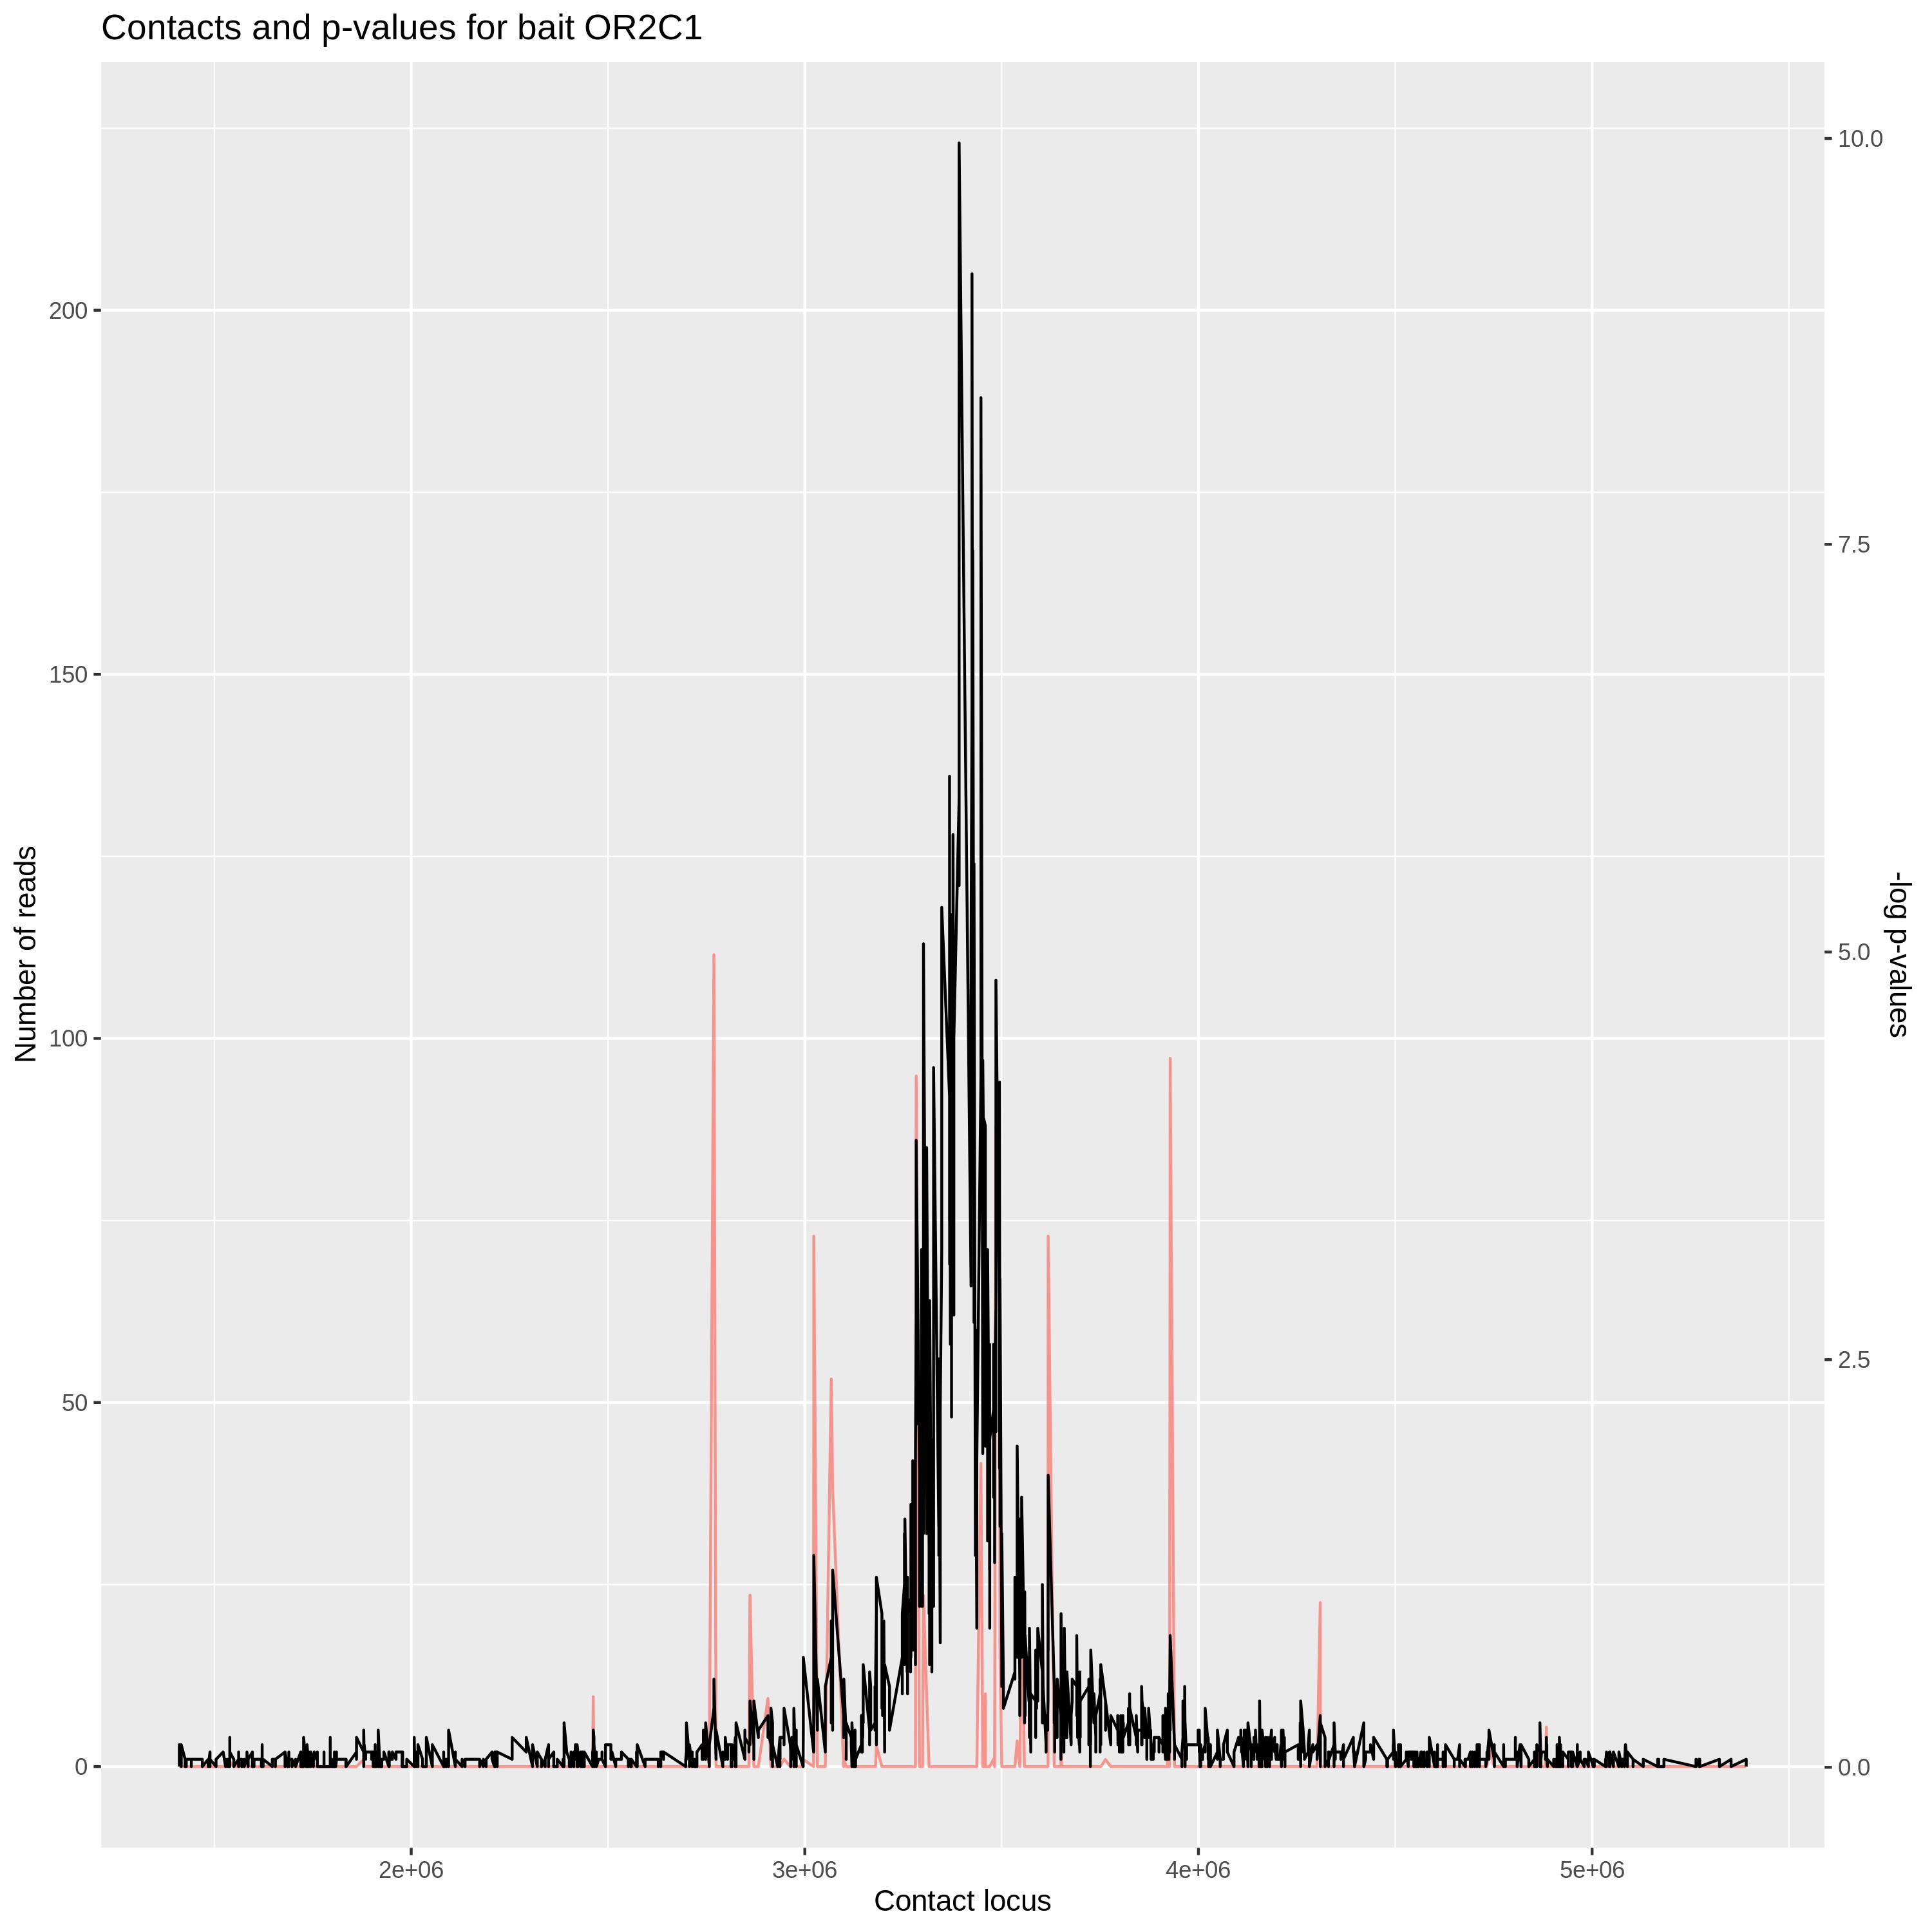 Contacts and p-values for bait OR2C1
Number of reads
200
150
100
50
0
10.0
7.5
5.0
2.5
0.0
-log p-values
2e+06
3e+06
4e+06
5e+06
Contact locus